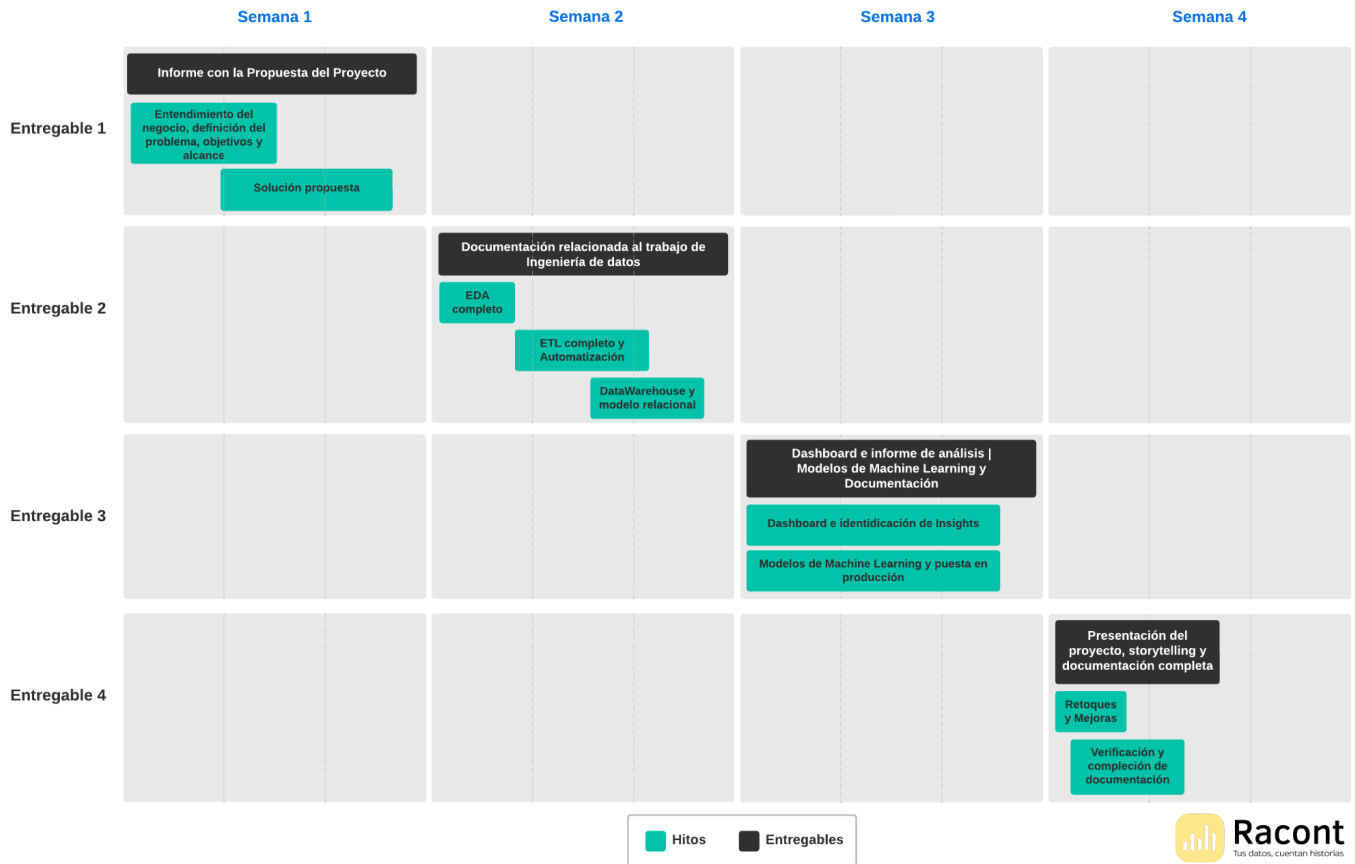 Semana 1
Semana 2
Semana 3
Semana 4
Entregable 1
Informe con la Propuesta del Proyecto
Entendimiento del
negocio, definición del
problema, objetivos y
alcance
Solución propuesta
Entregable 2
Documentación relacionada al trabajo de
Ingeniería de datos
EDA
completo
ETL completo y
Automatización
DataWarehouse y
modelo relacional
Entregable 3
Dashboard e informe de análisis |
Modelos de Machine Learning y
Documentación
Dashboard e identidicación de Insights
Modelos de Machine Learning y puesta en
producción
Entregable 4
Presentación del
proyecto, storytelling y
documentación completa
Retoques
y Mejoras
Verificación y
compleción de
documentación
Hitos
Entregables
Racont
Tus datos, cuentan historias